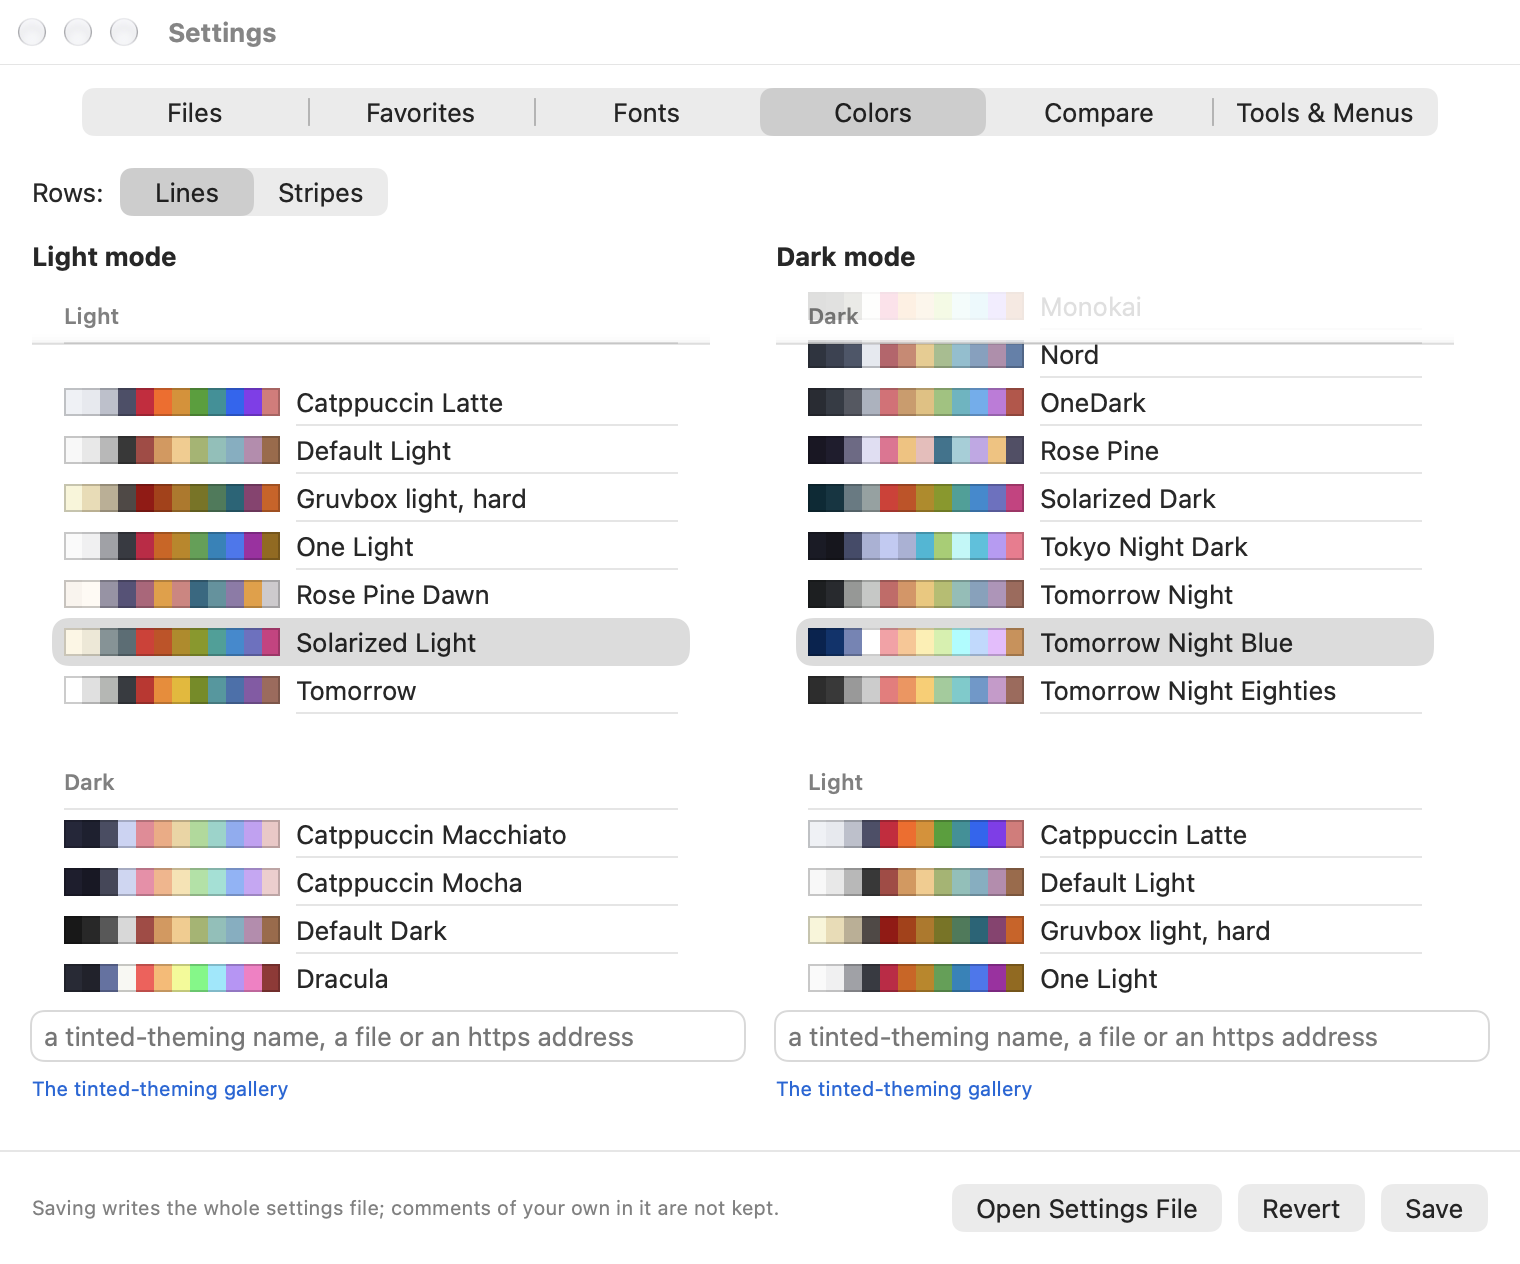 Settings
Files
Favorites
Fonts
Colors
Compare
Tools & Menus
Rows:
Lines
Stripes
Light mode
Light
Catppuccin Latte
Default Light
Gruvbox light, hard
One Light
Rose Pine Dawn
Solarized Light
Tomorrow
Dark
Catppuccin Macchiato
Catppuccin Mocha
Default Dark
Dracula
a tinted-theming name, a file or an https address
The tinted-theming gallery
Dark mode
Dark
Monokai
Nord
OneDark
Rose Pine
Solarized Dark
Tokyo Night Dark
Tomorrow Night
Tomorrow Night Blue
Tomorrow Night Eighties
Light
Catppuccin Latte
Default Light
Gruvbox light, hard
One Light
a tinted-theming name, a file or an https address
The tinted-theming gallery
Saving writes the whole settings file; comments of your own in it are not kept.
Open Settings File
Revert
Save